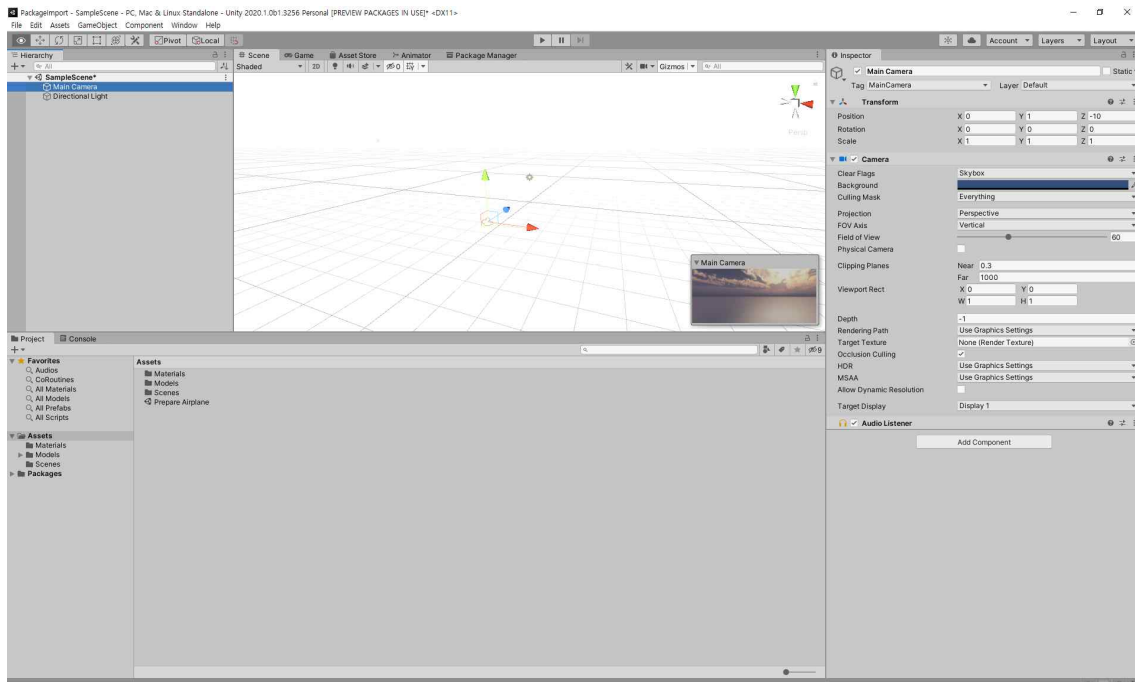 PackageImport - SampleScene - PC, Mac & Linux Standalone - Unity 2020.1.0b1.3256 Personal [PREVIEW PACKAGES IN USE]* <DX11>
File Edit Assets GameObject Component Window Help
Pivot Local Account Layers Layout
Hierarchy
All
SampleScene*
Main Camera
Directional Light
Scene Game Asset Store Animator Package Manager
Shaded 2D 0 Gizmos All
Persp
Main Camera
Project Console
9
Favorites
Audios
CoRoutines
All Materials
All Models
All Prefabs
All Scripts
Assets
Materials
Models
Scenes
Packages
Assets
Materials
Models
Scenes
Prepare Airplane
Inspector
Main Camera Static
Tag MainCamera Layer Default
Transform
Position X 0 Y 1 Z -10
Rotation X 0 Y 0 Z 0
Scale X 1 Y 1 Z 1
Camera
Clear Flags Skybox
Background
Culling Mask Everything
Projection Perspective
FOV Axis Vertical
Field of View 60
Physical Camera
Clipping Planes Near 0.3
Far 1000
Viewport Rect X 0 Y 0
W 1 H 1
Depth -1
Rendering Path Use Graphics Settings
Target Texture None (Render Texture)
Occlusion Culling
HDR Use Graphics Settings
MSAA Use Graphics Settings
Allow Dynamic Resolution
Target Display Display 1
Audio Listener
Add Component